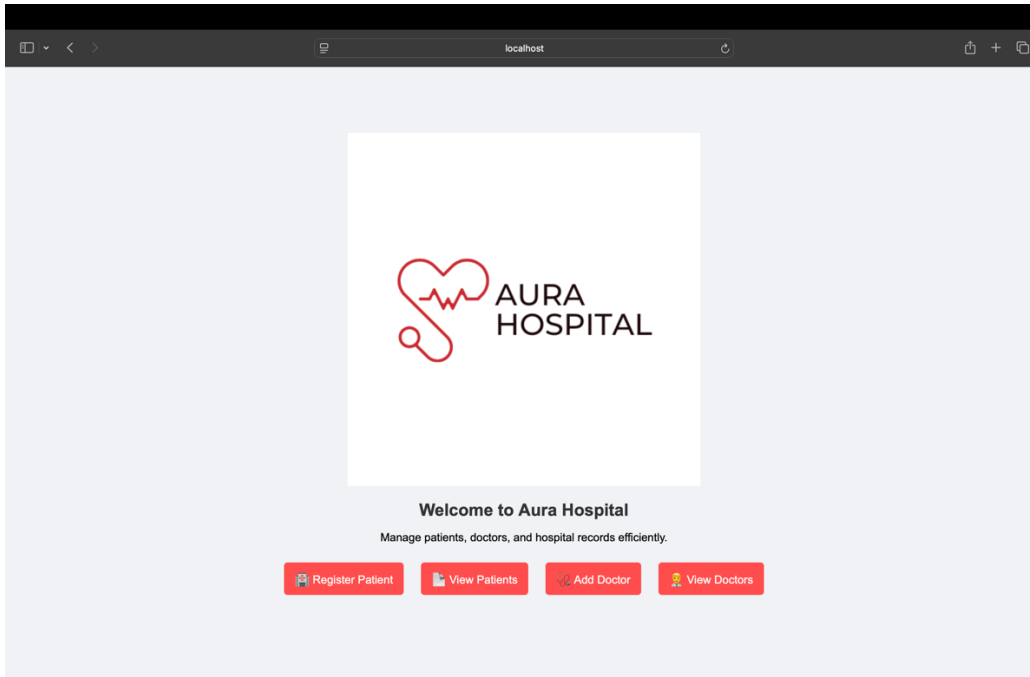 localhost
AURA
HOSPITAL
Welcome to Aura Hospital
Manage patients, doctors, and hospital records efficiently.
Register Patient
View Patients
Add Doctor
View Doctors